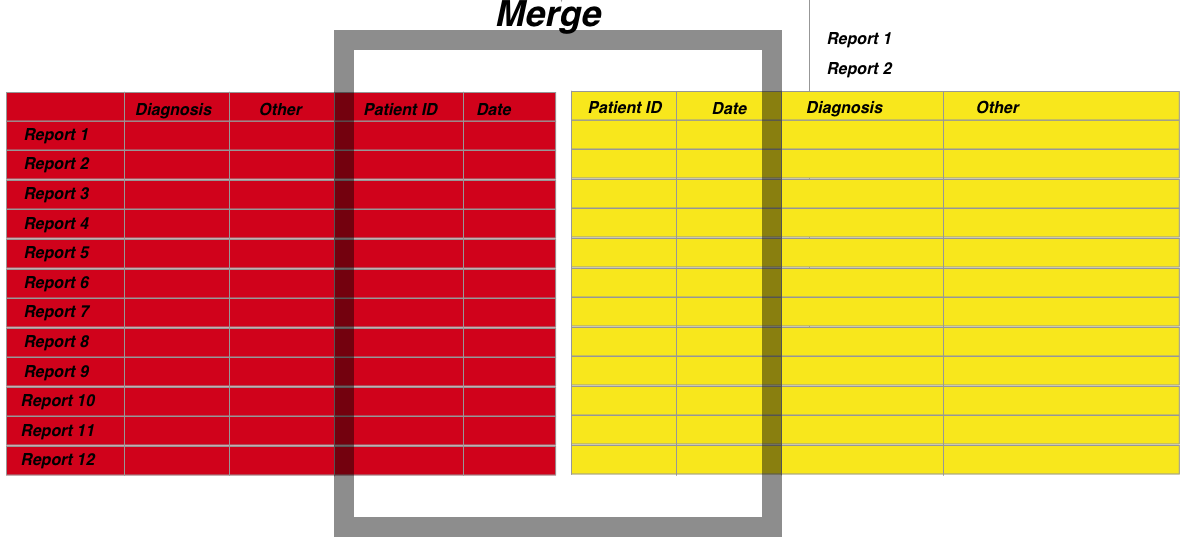 Merge
Report 1
Report 2
Diagnosis Other Patient ID Date
Patient ID Date Diagnosis Other
Report 1
Report 2
Report 3
Report 4
Report 5
Report 6
Report 7
Report 8
Report 9
Report 10
Report 11
Report 12